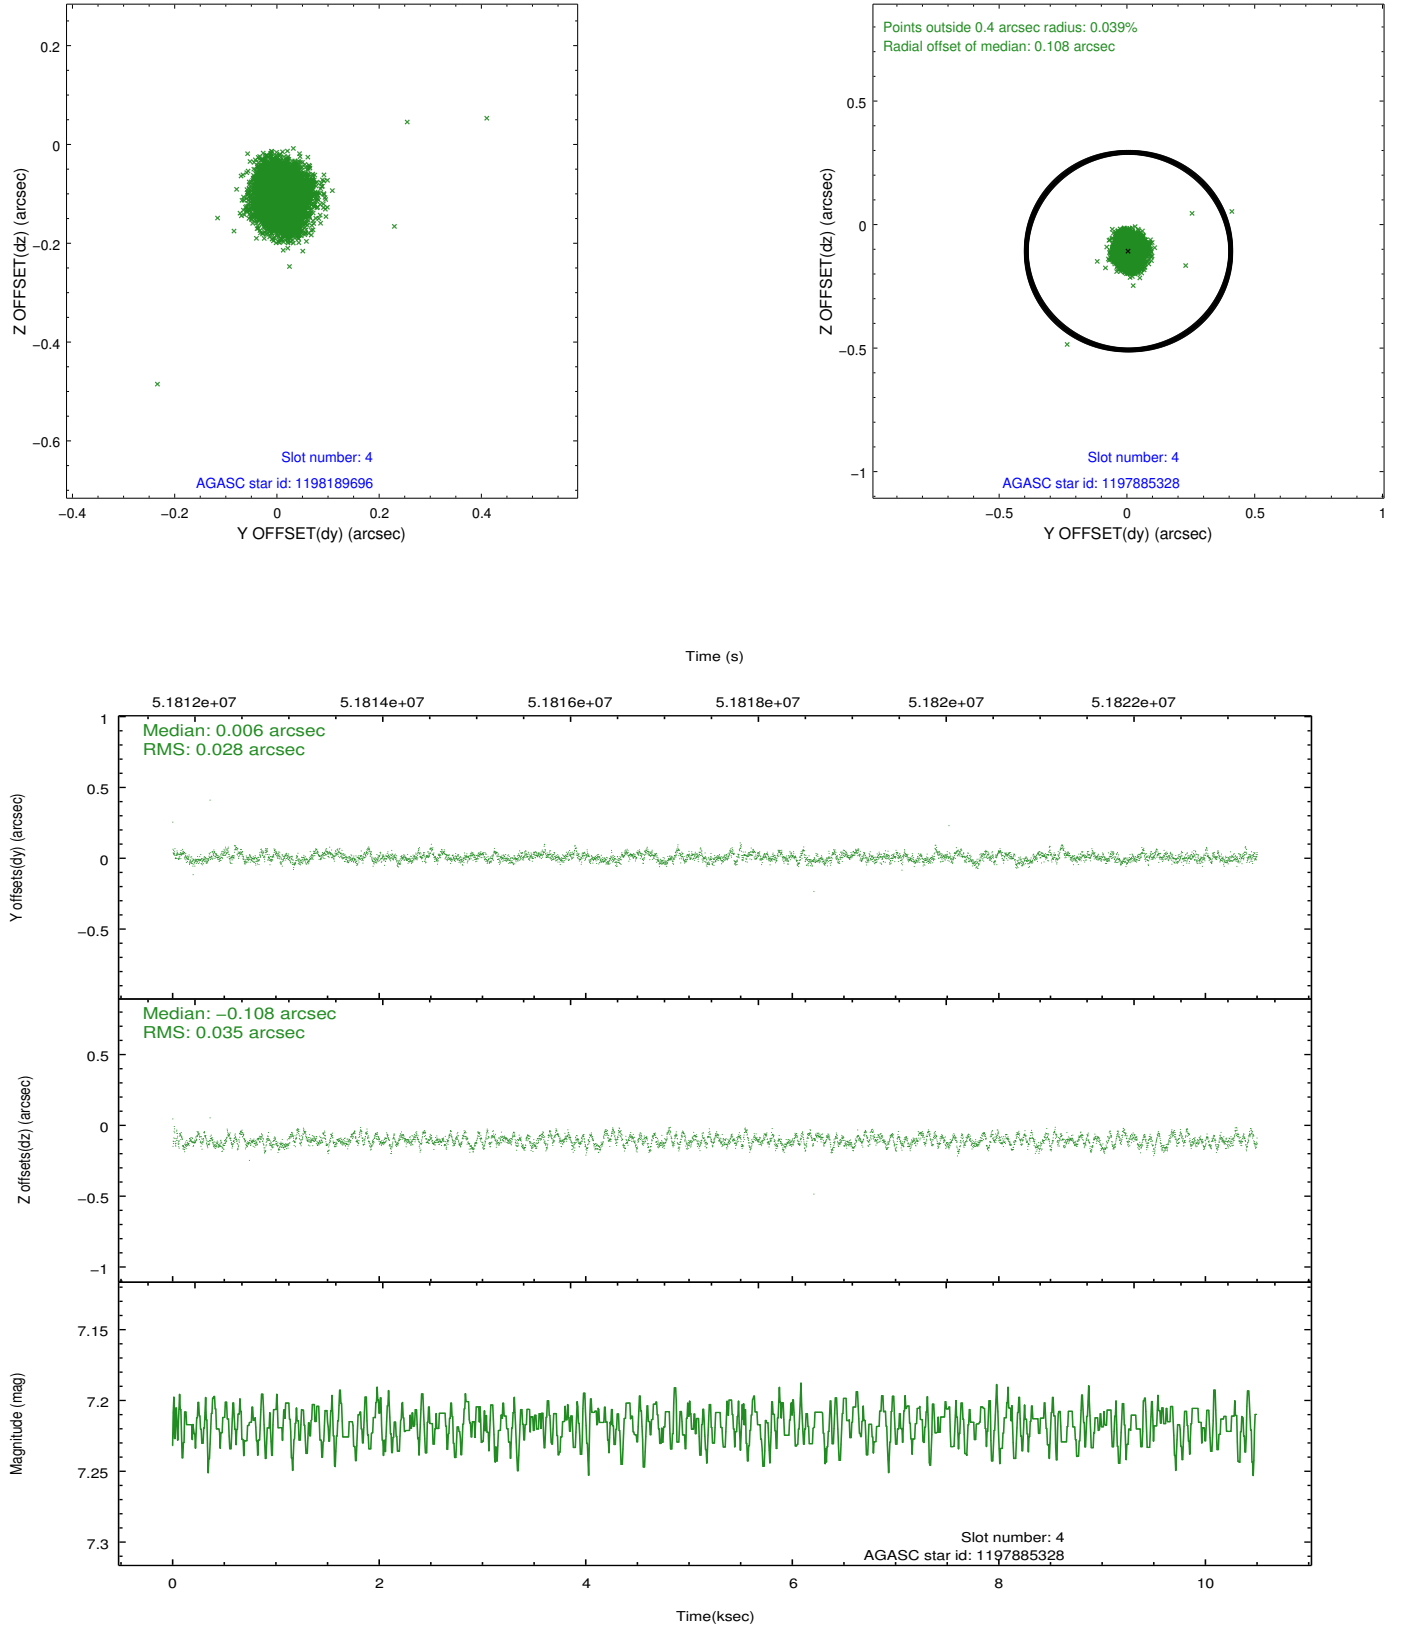 0.2
0
−0.2
−0.4
−0.6
Z OFFSET(dz) (arcsec)
Slot number: 4
AGASC star id: 1198189696
−0.4
−0.2
0
0.2
0.4
Y OFFSET(dy) (arcsec)
Points outside 0.4 arcsec radius: 0.039%
Radial offset of median: 0.108 arcsec
0.5
0
−0.5
−1
Z OFFSET(dz) (arcsec)
Slot number: 4
AGASC star id: 1197885328
−0.5
0
0.5
1
Y OFFSET(dy) (arcsec)
Time (s)
5.1812e+07
5.1814e+07
5.1816e+07
5.1818e+07
5.182e+07
5.1822e+07
Median: 0.006 arcsec
RMS: 0.028 arcsec
1
0.5
0
−0.5
Y offsets(dy) (arcsec)
Median: −0.108 arcsec
RMS: 0.035 arcsec
0.5
0
−0.5
−1
Z offsets(dz) (arcsec)
7.15
7.2
7.25
7.3
Magnitude (mag)
Slot number: 4
AGASC star id: 1197885328
0
2
4
6
8
10
Time(ksec)